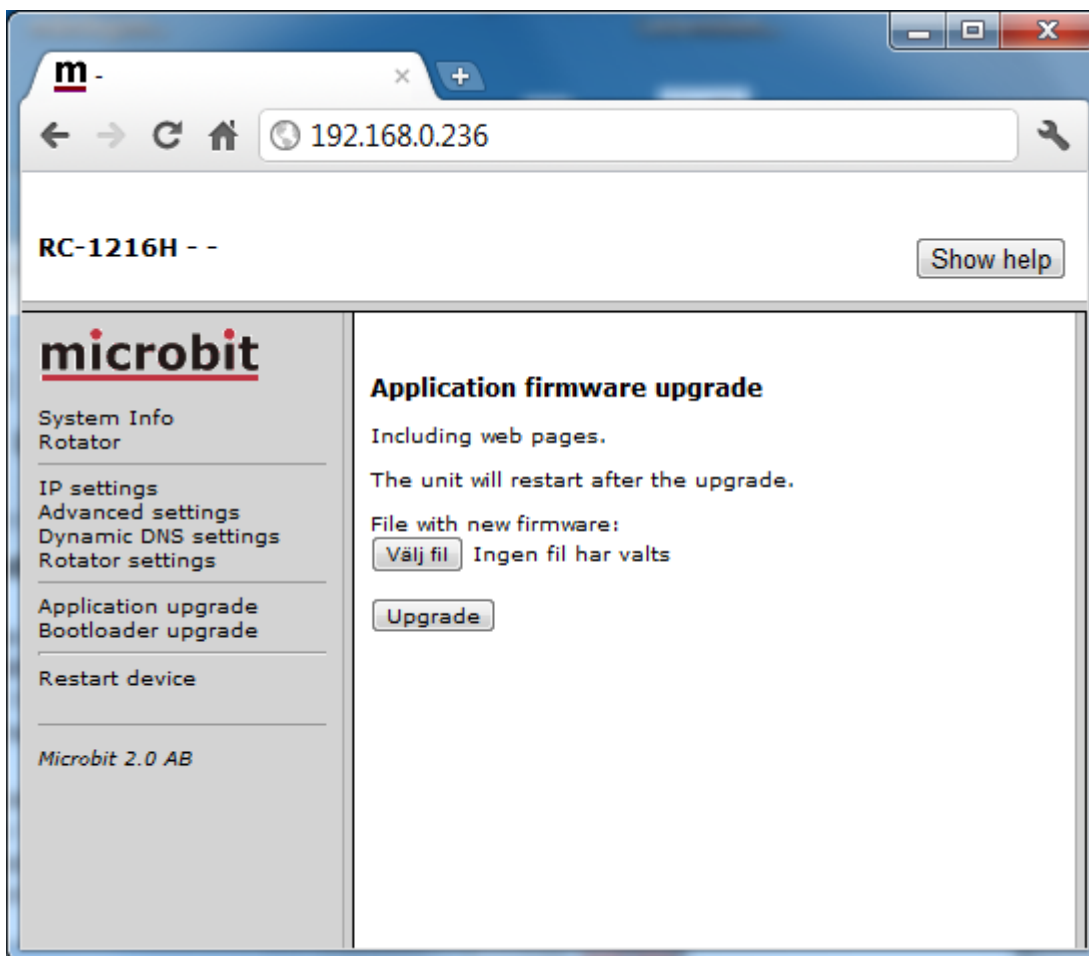 m -
192.168.0.236
RC-1216H - -
Show help
microbit
System Info
Rotator
IP settings
Advanced settings
Dynamic DNS settings
Rotator settings
Application upgrade
Bootloader upgrade
Restart device
Microbit 2.0 AB
Application firmware upgrade
Including web pages.
The unit will restart after the upgrade.
File with new firmware:
Välj fil Ingen fil har valts
Upgrade